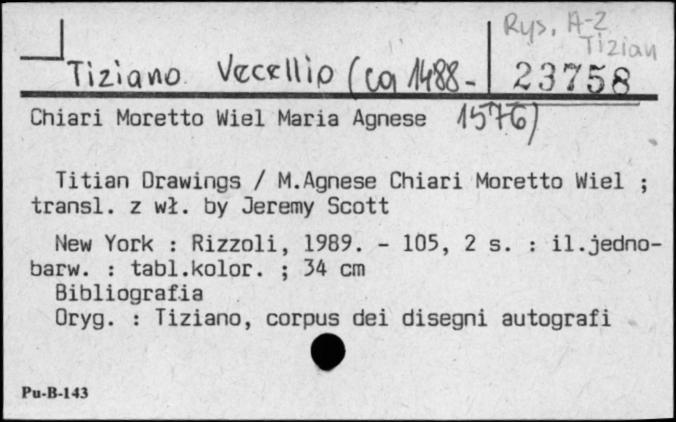 Rys. A-2
Tizian
Tiziano Vecellio (ca 1488-
23758
Chiari Moretto Wiel Maria Agnese 1576)
Titian Drawings / M.Agnese Chiari Moretto Wiel ;
transl. z wł. by Jeremy Scott
New York : Rizzoli, 1989. - 105, 2 s. : il.jedno-
barw. : tabl.kolor. ; 34 cm
Bibliografia
Oryg. : Tiziano, corpus dei disegni autografi
Pu-B-143